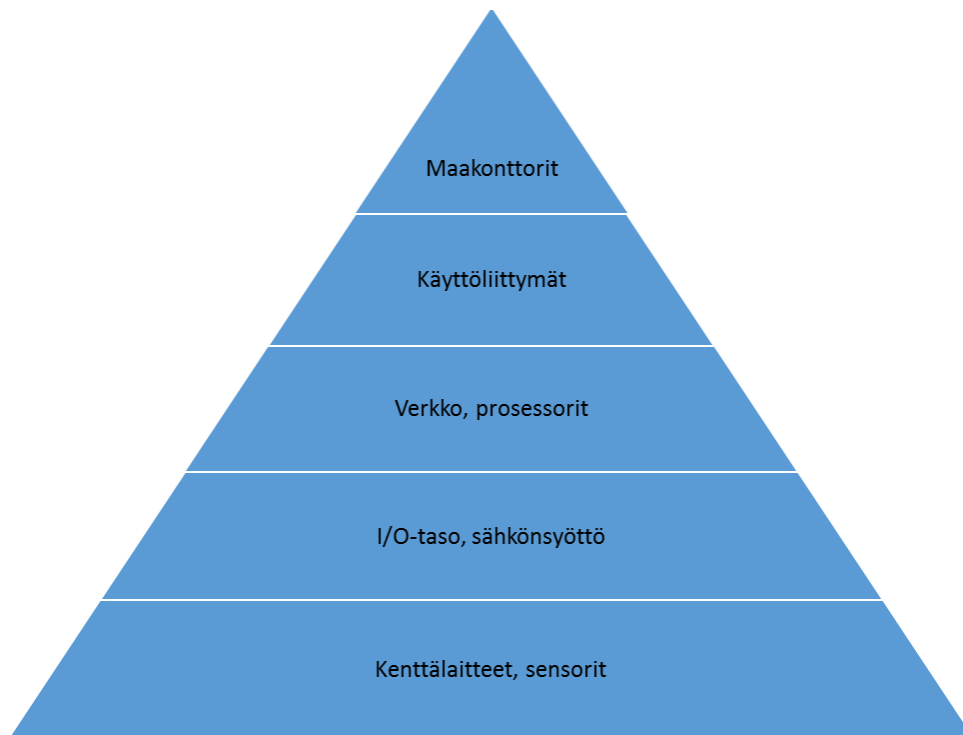 Maakonttorit
Käyttöliittymät
Verkko, prosessorit
I/O-taso, sähkönsyöttö
Kenttälaitteet, sensorit